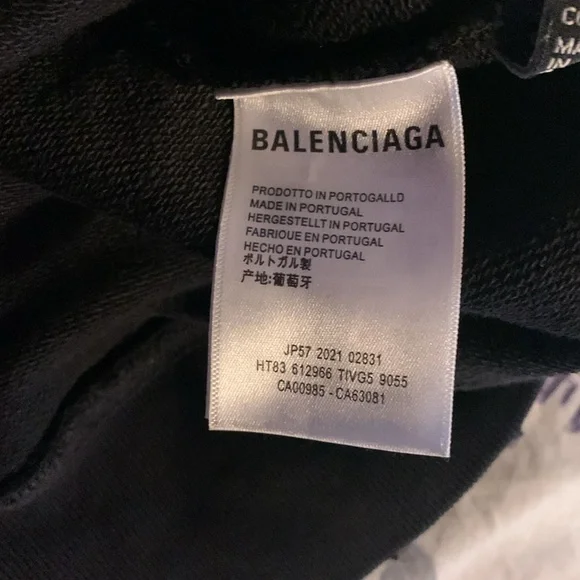 BALENCIAGA
PRODOTTO IN PORTOGALLO
MADE IN PORTUGAL
HERGESTELLT IN PORTUGAL
FABRIQUE EN PORTUGAL
HECHO EN PORTUGAL
ポルトガル製
产地:葡萄牙
JP57 2021 02831
HT83 612966 TIVG5 9055
CA00985 - CA63081